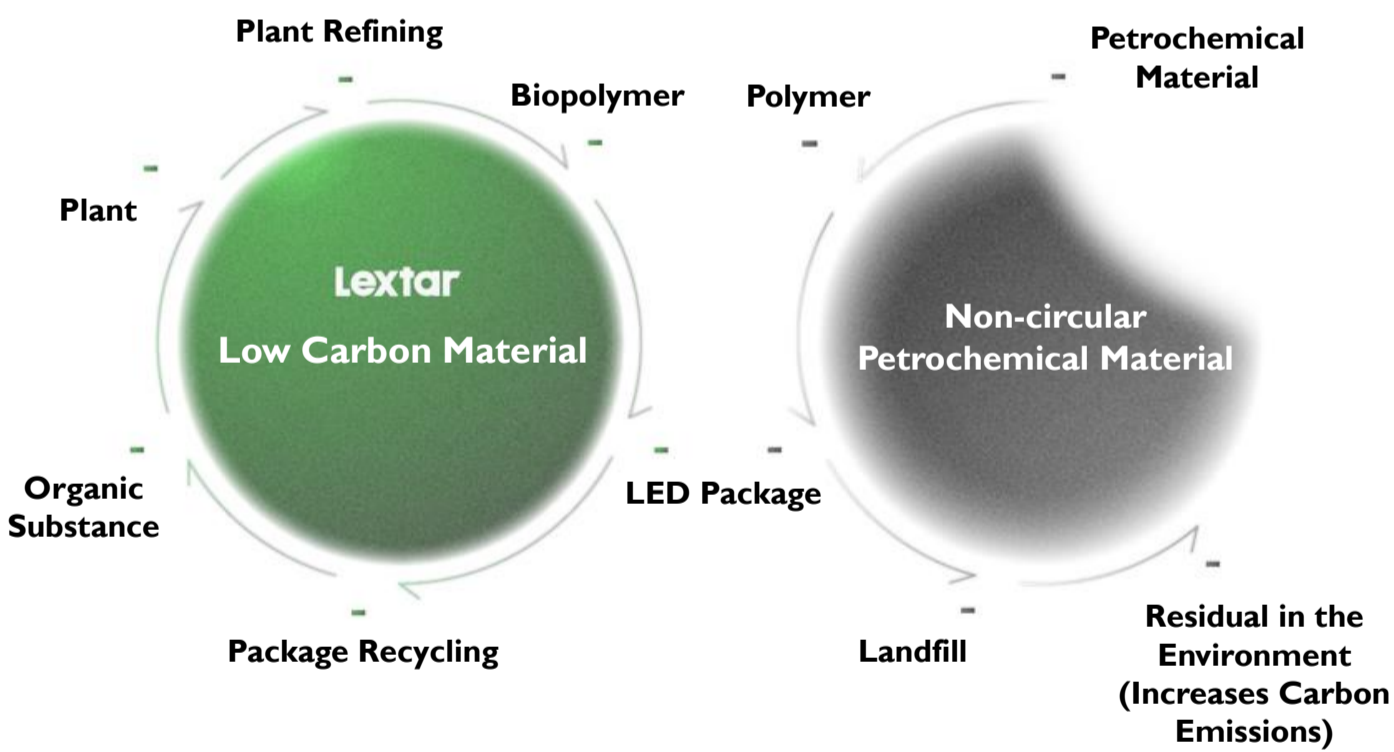 Plant Refining
Biopolymer
Plant
Lextar
Low Carbon Material
Organic
Substance
LED Package
Package Recycling
Petrochemical
Material
Polymer
Non-circular
Petrochemical Material
Landfill
Residual in the
Environment
(Increases Carbon
Emissions)